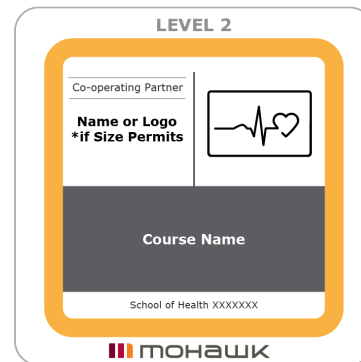 LEVEL 2
Co-operating Partner
Name or Logo
*if Size Permits
Course Name
School of Health XXXXXXX
mohawk